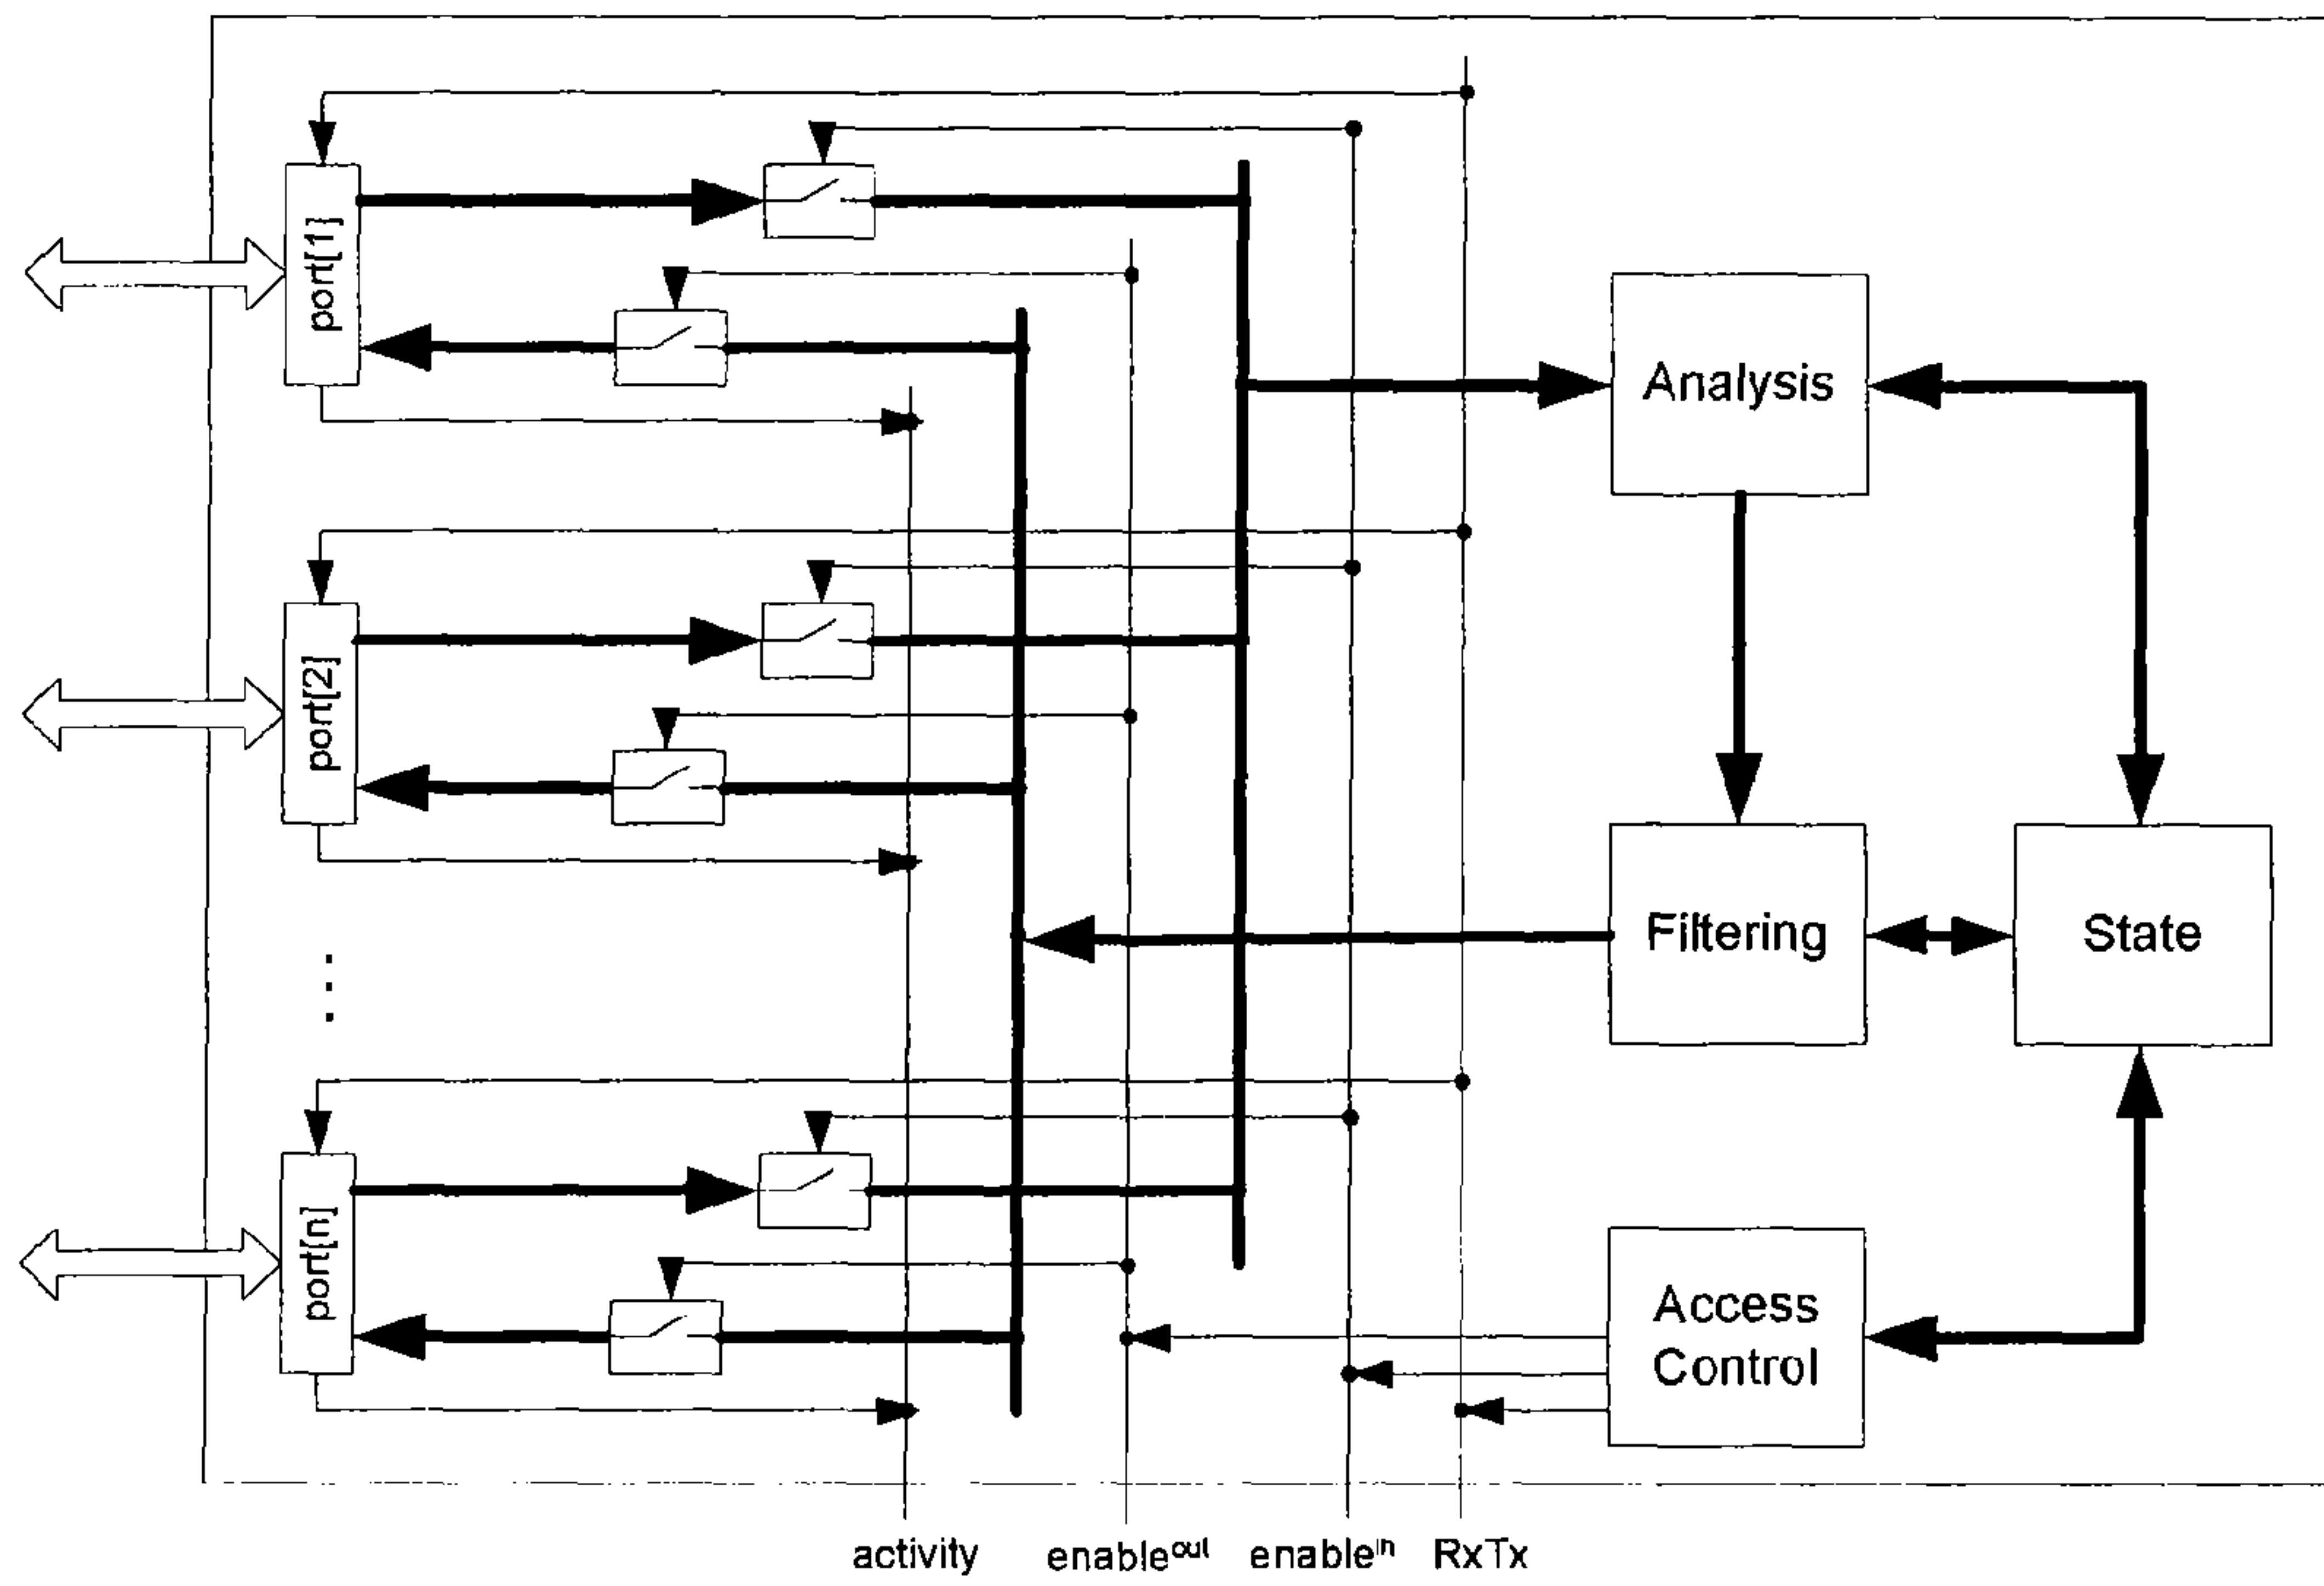 port[1]
Analysis
port[2]
Filtering
State
port[n]
Access
Control
activity
enableᵒᵘᵗ
enableⁱⁿ
RxTx